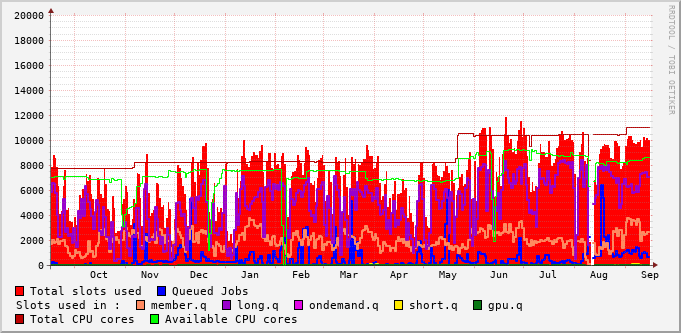 20000
18000
16000
14000
12000
10000
8000
6000
4000
2000
0
Oct Nov Dec Jan Feb Mar Apr May Jun Jul Aug Sep
RRDTOOL / TOBI OETIKER
Total slots used Queued Jobs
Slots used in : member.q long.q ondemand.q short.q gpu.q
Total CPU cores Available CPU cores